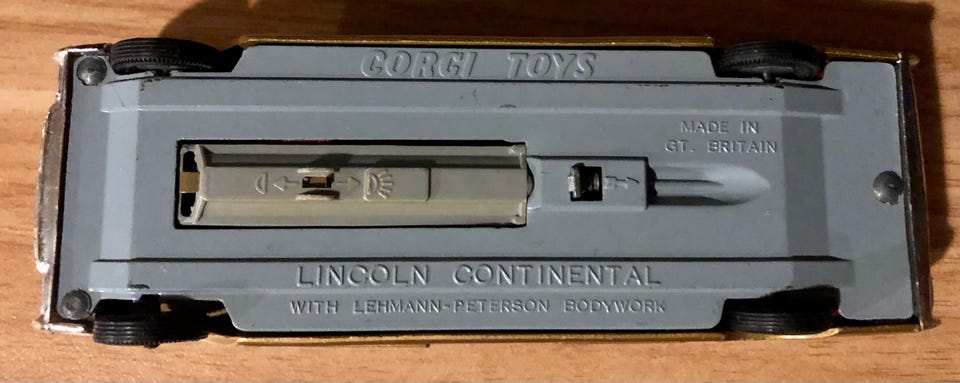 CORGI TOYS
MADE IN
GT. BRITAIN
LINCOLN CONTINENTAL
WITH LEHMANN-PETERSON BODYWORK